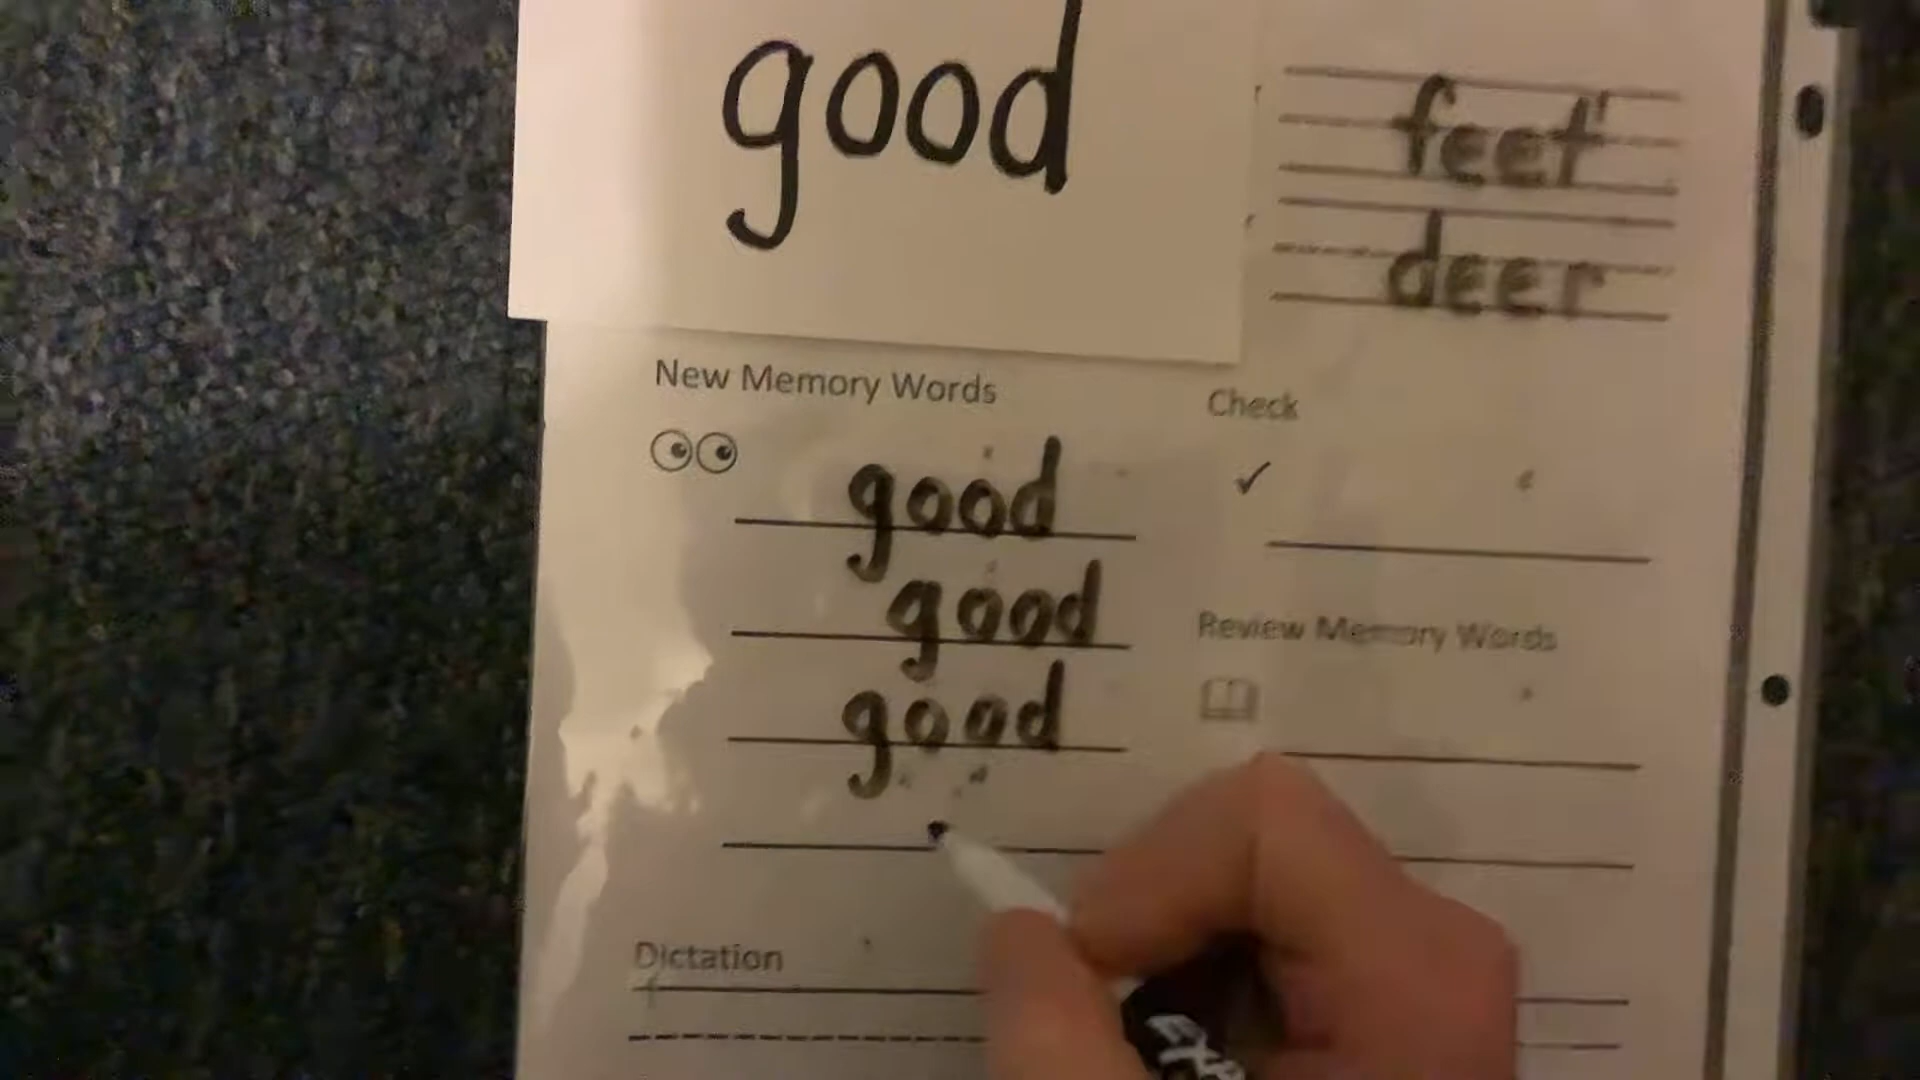 good
feet
deer
New Memory Words
good
good
good
Check
Review Memory Words
Dictation